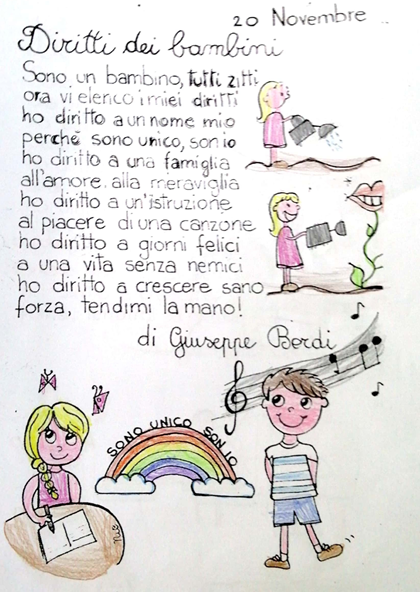 20 Novembre
Diritti dei bambini
Sono un bambino, tutti zitti
ora vi elenco i miei diritti
ho diritto a un nome mio
perché sono unico, son io
ho diritto a una famiglia
all'amore alla meraviglia
ho diritto a un'istruzione
al piacere di una canzone
ho diritto a giorni felici
a una vita senza nemici
ho diritto a crescere sano
forza, tendimi la mano!
di Giuseppe Bordi
SONO UNICO SON IO